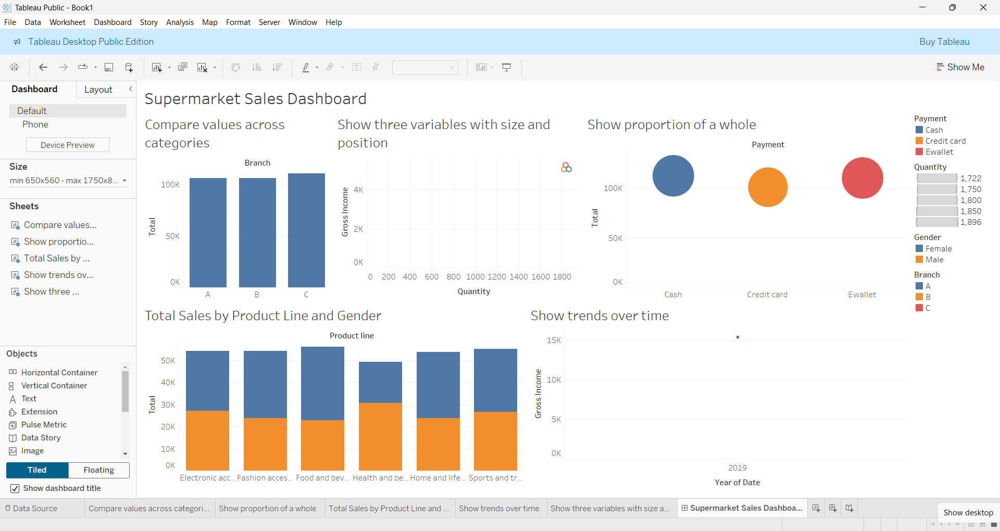 Tableau Public - Book1
File Data Worksheet Dashboard Story Analysis Map Format Server Window Help
Tableau Desktop Public Edition
Buy Tableau
Show Me
Dashboard
Layout
Default
Phone
Device Preview
Size
min 650x560 - max 1750x8...
Sheets
Compare values...
Show proportio...
Total Sales by ...
Show trends ov...
Show three ...
Objects
Horizontal Container
Vertical Container
Text
Extension
Pulse Metric
Data Story
Image
Tiled
Floating
Show dashboard title
Supermarket Sales Dashboard
Compare values across
categories
Branch
Total
100K
50K
0K
A B C
Show three variables with size and
position
Gross Income
4K
2K
0K
0 200 400 600 800 1000 1200 1400 1600 1800
Quantity
Show proportion of a whole
Payment
Total
100K
50K
0K
Cash Credit card Ewallet
Payment
Cash
Credit card
Ewallet
Quantity
1,722
1,750
1,800
1,850
1,896
Gender
Female
Male
Branch
A
B
C
Total Sales by Product Line and Gender
Product line
Total
50K
40K
30K
20K
10K
0K
Electronic acc.. Fashion acces.. Food and bev.. Health and be.. Home and life.. Sports and tr..
Show trends over time
Gross Income
15K
10K
5K
0K
2019
Year of Date
Data Source
Compare values across categori...
Show proportion of a whole
Total Sales by Product Line and ...
Show trends over time
Show three variables with size a...
Supermarket Sales Dashboa...
Show desktop